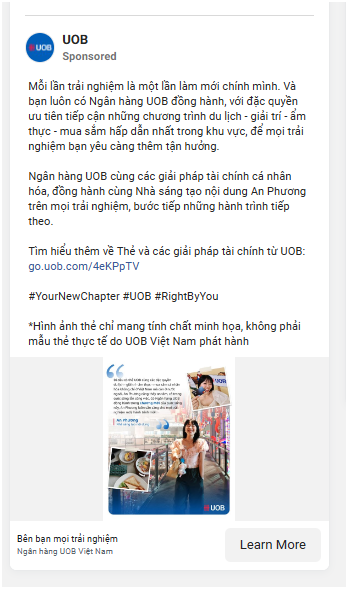 UOB
UOB
Sponsored
Mỗi lần trải nghiệm là một lần làm mới chính mình. Và
bạn luôn có Ngân hàng UOB đồng hành, với đặc quyền
ưu tiên tiếp cận những chương trình du lịch - giải trí - ẩm
thực - mua sắm hấp dẫn nhất trong khu vực, để mọi trải
nghiệm bạn yêu càng thêm tận hưởng.
Ngân hàng UOB cùng các giải pháp tài chính cá nhân
hóa, đồng hành cùng Nhà sáng tạo nội dung An Phương
trên mọi trải nghiệm, bước tiếp những hành trình tiếp
theo.
Tìm hiểu thêm về Thẻ và các giải pháp tài chính từ UOB:
go.uob.com/4eKPpTV
#YourNewChapter #UOB #RightByYou
*Hình ảnh thẻ chỉ mang tính chất minh họa, không phải
mẫu thẻ thực tế do UOB Việt Nam phát hành
An Phương
UOB
Bên bạn mọi trải nghiệm
Ngân hàng UOB Việt Nam
Learn More